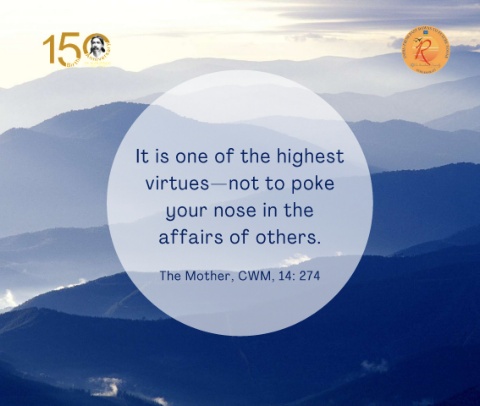 150
R
It is one of the highest
virtues—not to poke
your nose in the
affairs of others.
The Mother, CWM, 14: 274